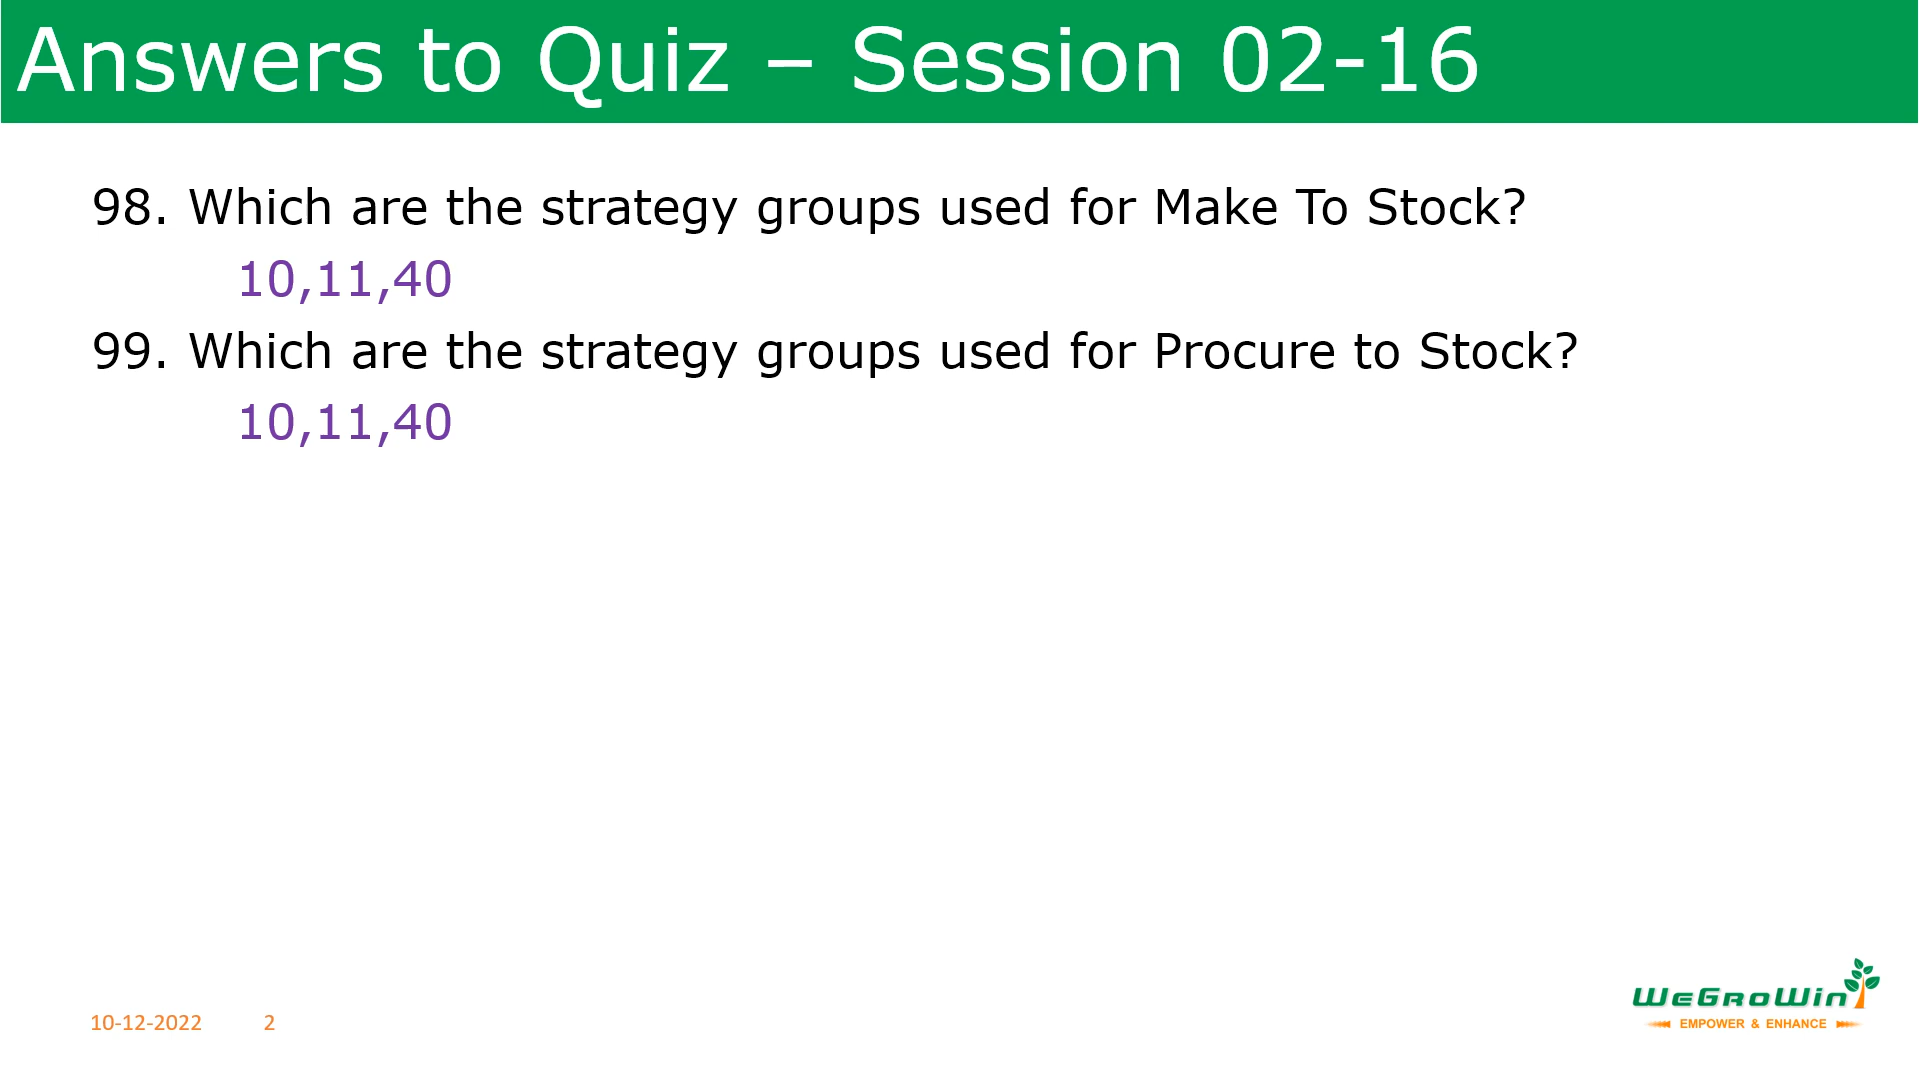 Answers to Quiz – Session 02-16
98. Which are the strategy groups used for Make To Stock?
10,11,40
99. Which are the strategy groups used for Procure to Stock?
10,11,40
10-12-2022 2
WeGroWin
EMPOWER & ENHANCE